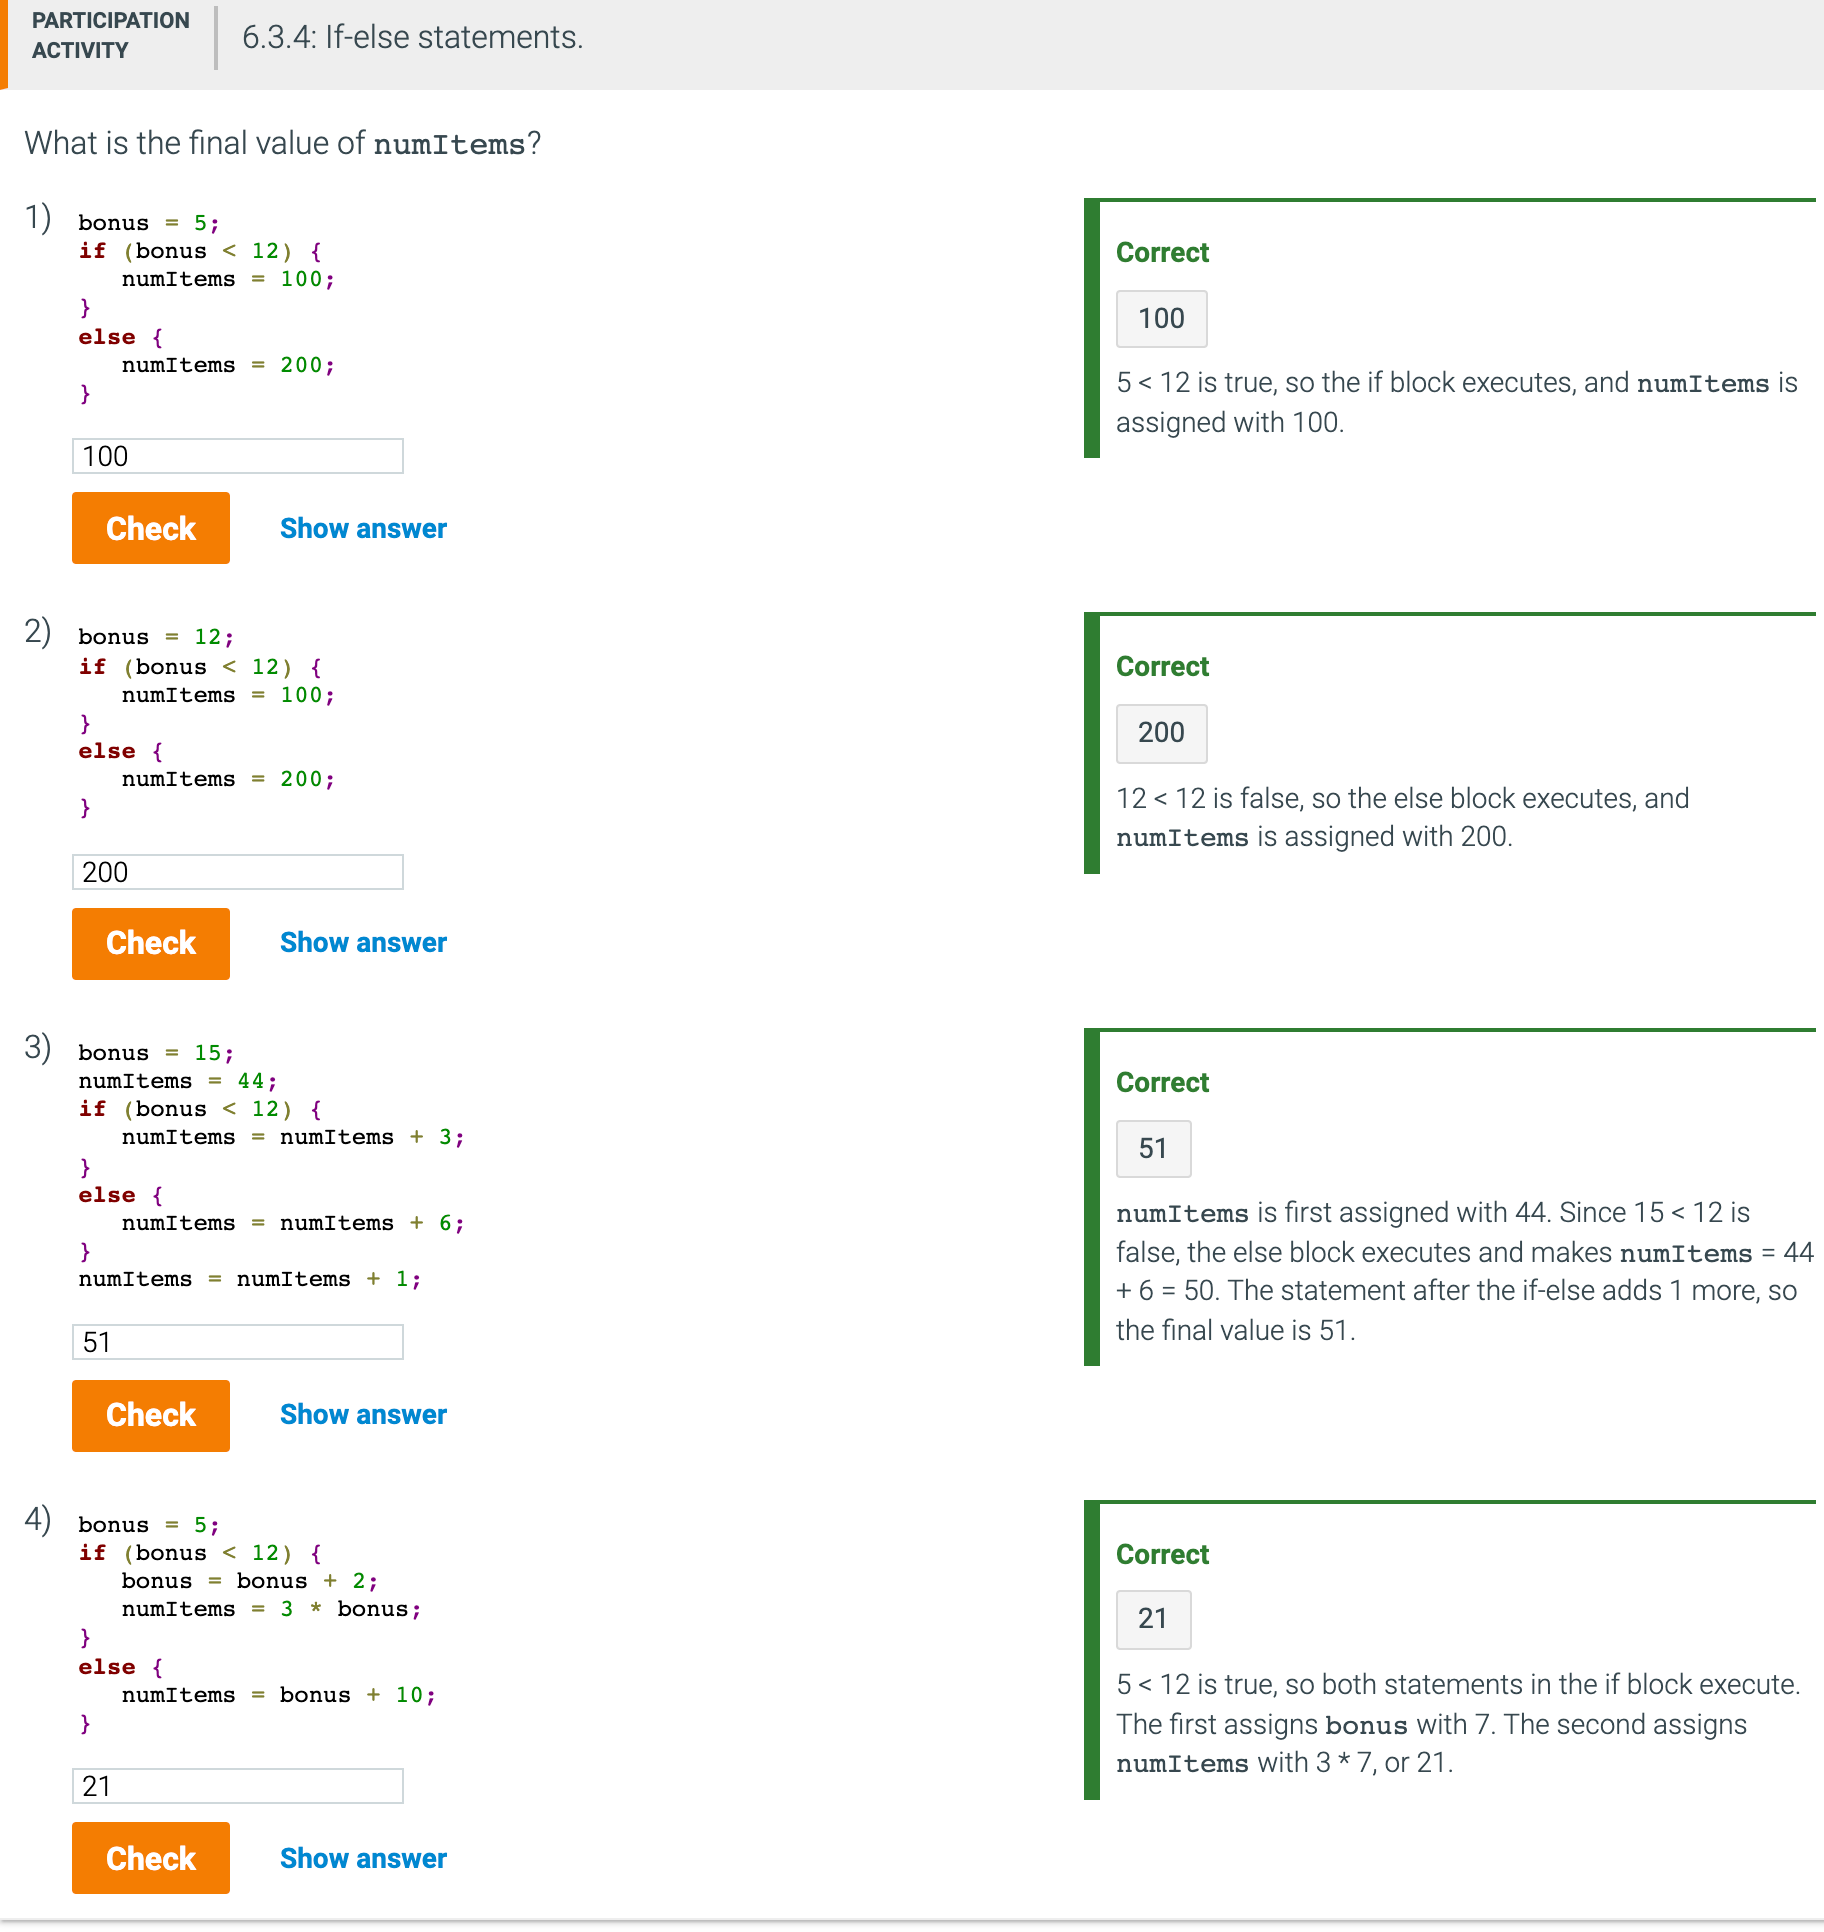 PARTICIPATION
ACTIVITY
6.3.4: If-else statements.
What is the final value of numItems?
1)
bonus = 5;
if (bonus < 12) {
   numItems = 100;
}
else {
   numItems = 200;
}
100
Check
Show answer
Correct
100
5 < 12 is true, so the if block executes, and numItems is
assigned with 100.
2)
bonus = 12;
if (bonus < 12) {
   numItems = 100;
}
else {
   numItems = 200;
}
200
Check
Show answer
Correct
200
12 < 12 is false, so the else block executes, and
numItems is assigned with 200.
3)
bonus = 15;
numItems = 44;
if (bonus < 12) {
   numItems = numItems + 3;
}
else {
   numItems = numItems + 6;
}
numItems = numItems + 1;
51
Check
Show answer
Correct
51
numItems is first assigned with 44. Since 15 < 12 is
false, the else block executes and makes numItems = 44
+ 6 = 50. The statement after the if-else adds 1 more, so
the final value is 51.
4)
bonus = 5;
if (bonus < 12) {
   bonus = bonus + 2;
   numItems = 3 * bonus;
}
else {
   numItems = bonus + 10;
}
21
Check
Show answer
Correct
21
5 < 12 is true, so both statements in the if block execute.
The first assigns bonus with 7. The second assigns
numItems with 3 * 7, or 21.